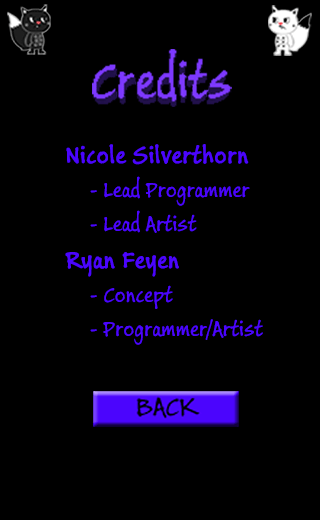 Credits
Nicole Silverthorn
- Lead Programmer
- Lead Artist
Ryan Feyen
- Concept
- Programmer/Artist
BACK